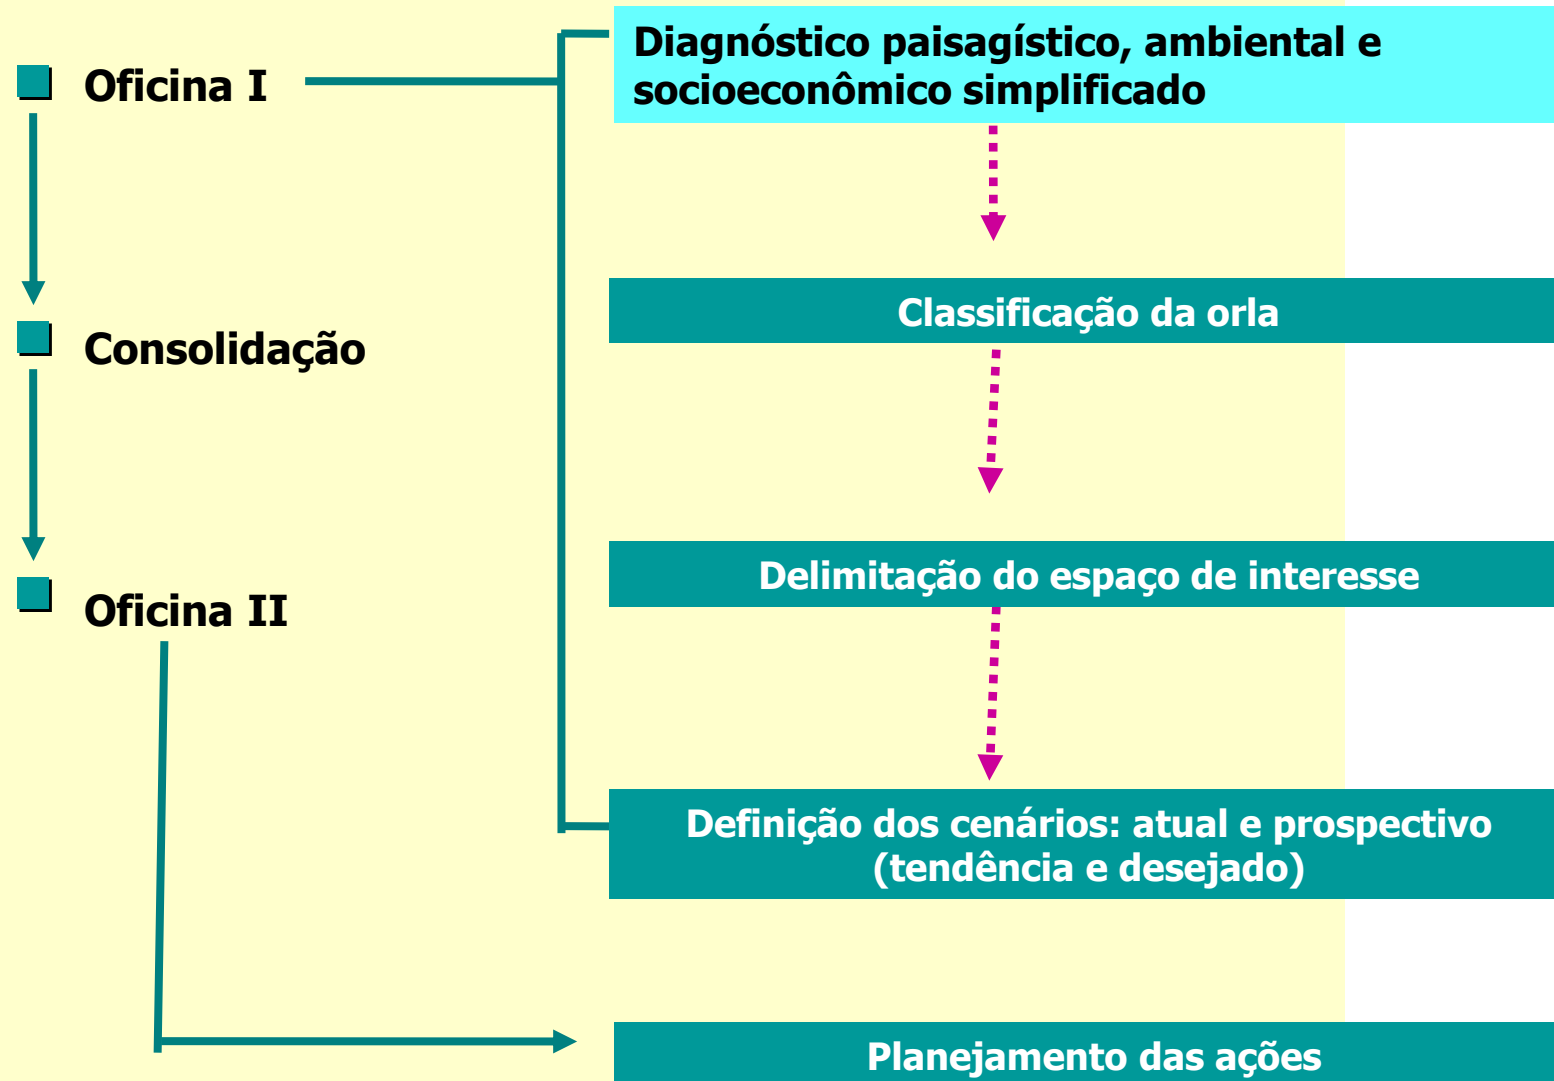 Oficina I
Consolidação
Oficina II
Diagnóstico paisagístico, ambiental e
socioeconômico simplificado
Classificação da orla
Delimitação do espaço de interesse
Definição dos cenários: atual e prospectivo
(tendência e desejado)
Planejamento das ações